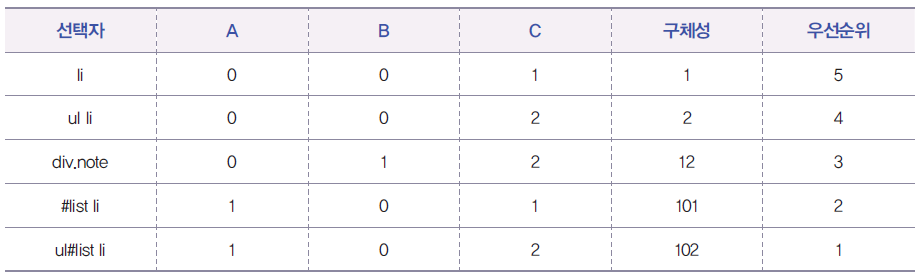 선택자 A B C 구체성 우선순위
li 0 0 1 1 5
ul li 0 0 2 2 4
div.note 0 1 2 12 3
#list li 1 0 1 101 2
ul#list li 1 0 2 102 1